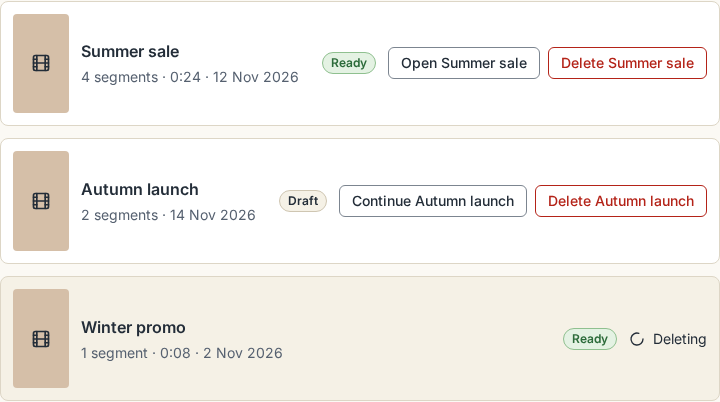 Summer sale
4 segments · 0:24 · 12 Nov 2026
Ready
Open Summer sale
Delete Summer sale
Autumn launch
2 segments · 14 Nov 2026
Draft
Continue Autumn launch
Delete Autumn launch
Winter promo
1 segment · 0:08 · 2 Nov 2026
Ready
Deleting